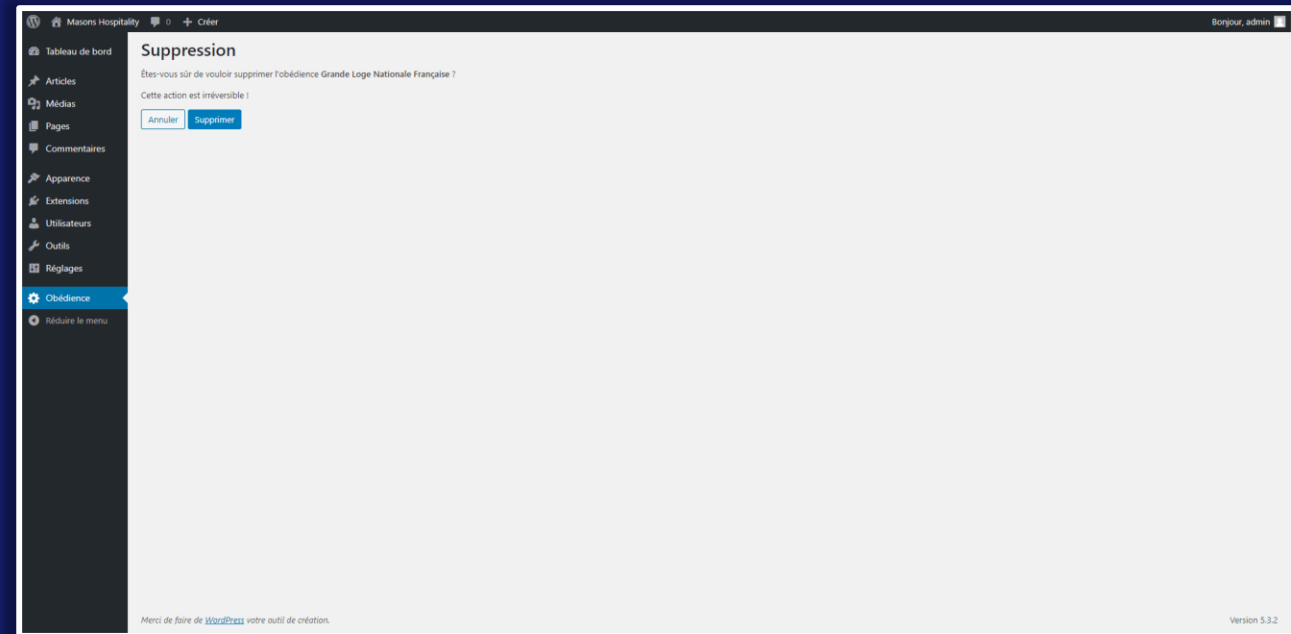 Masons Hospitality 0 + Créer Bonjour, admin
Tableau de bord
Articles
Médias
Pages
Commentaires
Apparence
Extensions
Utilisateurs
Outils
Réglages
Obédience
Réduire le menu
Suppression
Êtes-vous sûr de vouloir supprimer l'obédience Grande Loge Nationale Française ?
Cette action est irréversible !
Annuler Supprimer
Merci de faire de WordPress votre outil de création. Version 5.3.2